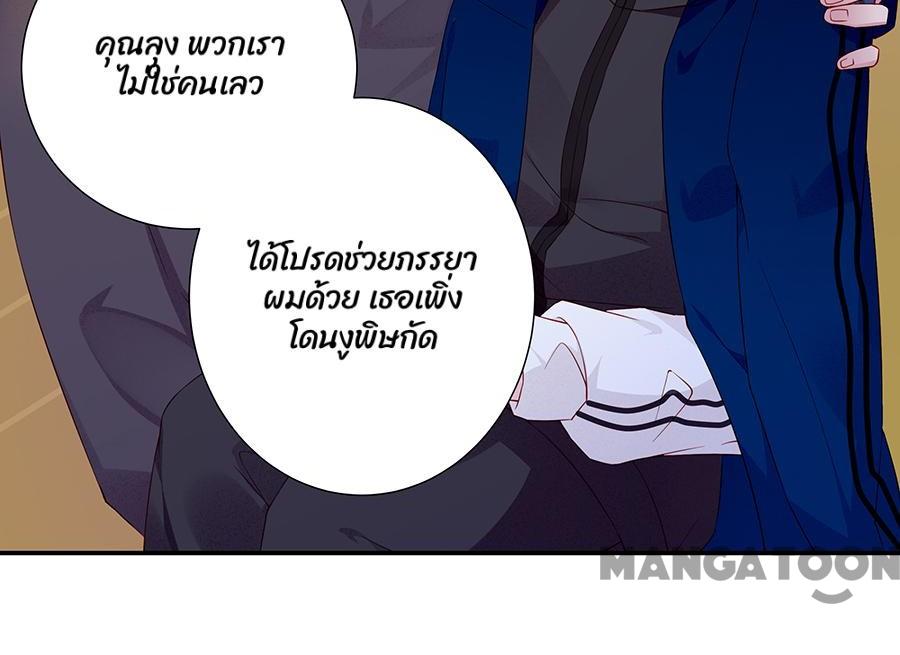 คุณลุง พวกเรา
ไม่ใช่คนเลว
ได้โปรดช่วยภรรยา
ผมด้วย เธอเพิ่ง
โดนงูพิษกัด
MANGATOON